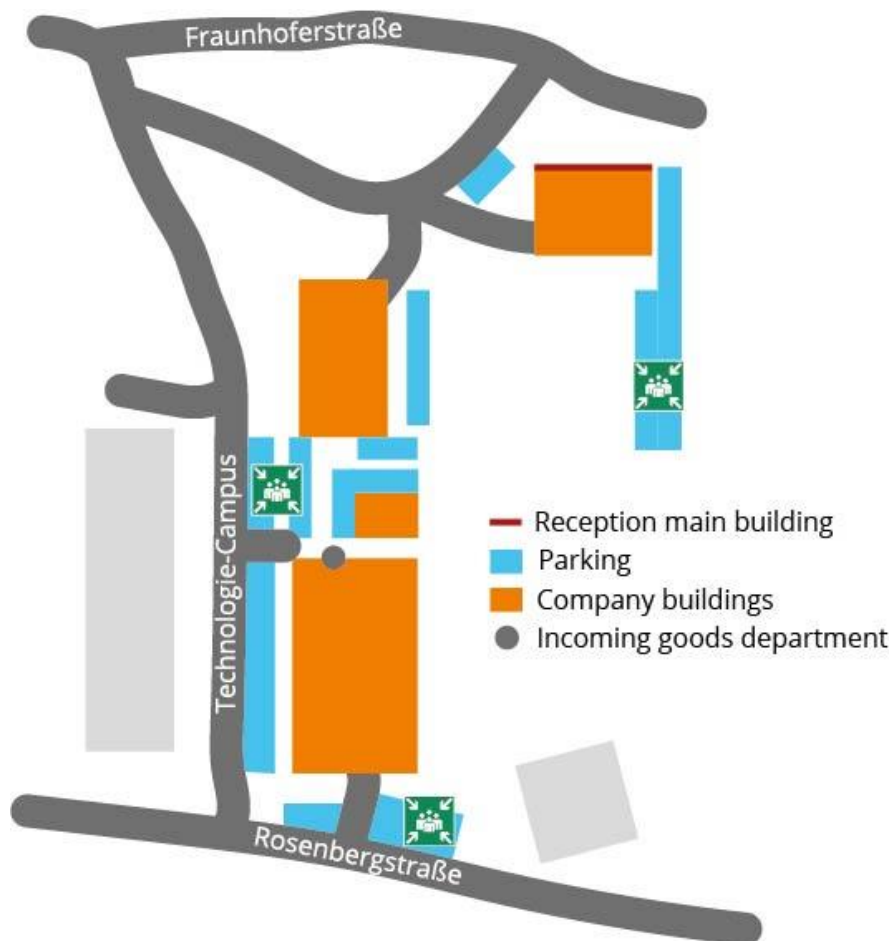 Fraunhoferstraße
Technologie-Campus
Reception main building
Parking
Company buildings
Incoming goods department
Rosenbergstraße